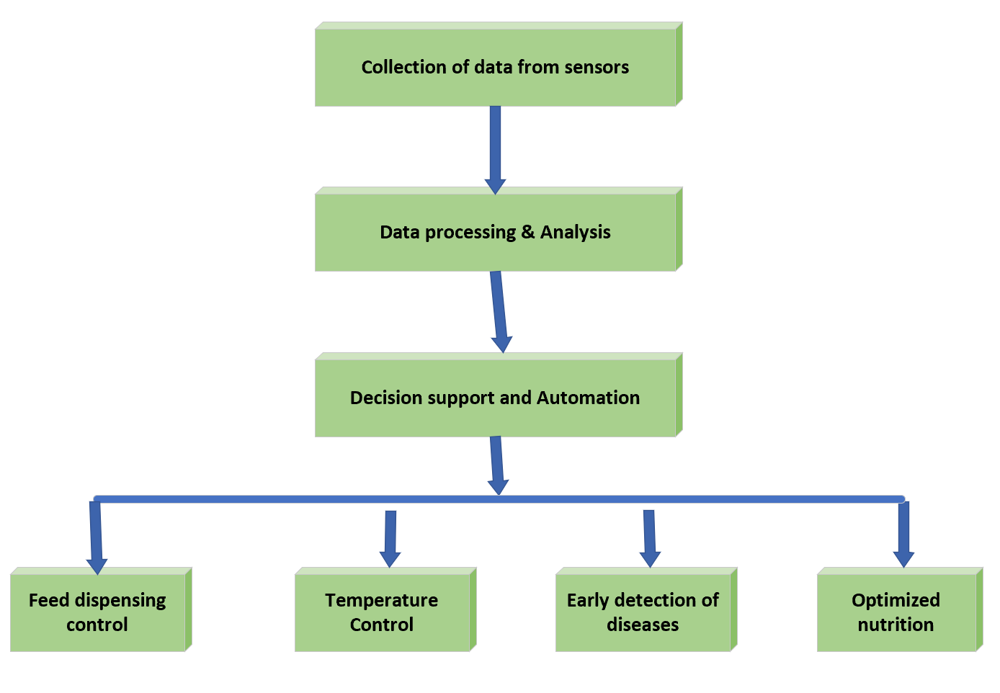 Collection of data from sensors
Data processing & Analysis
Decision support and Automation
Feed dispensing
control
Temperature
Control
Early detection of
diseases
Optimized
nutrition